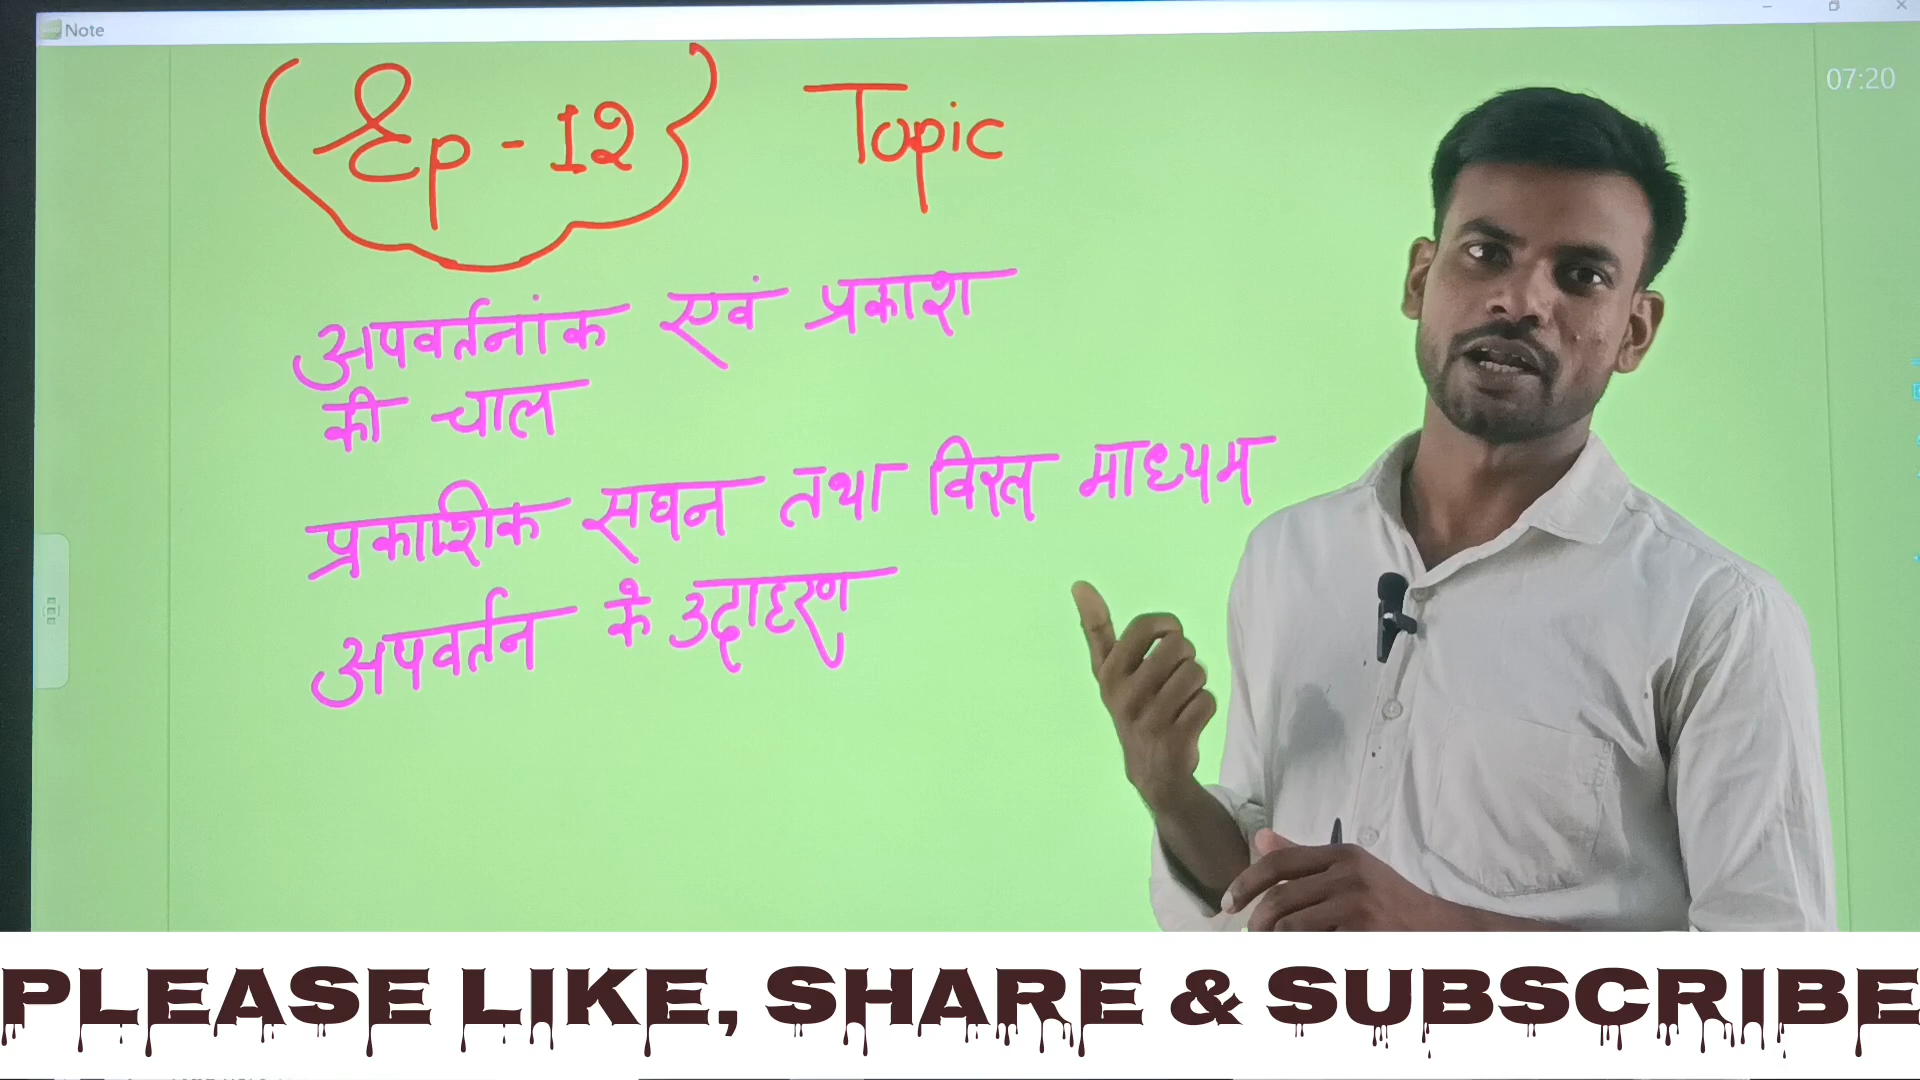 Note
07:20
Ep - 12 Topic
अपवर्तनांक एवं प्रकाश
की चाल
प्रकाशिक सघन तथा विरल माध्यम
अपवर्तन के उदाहरण
PLEASE LIKE, SHARE & SUBSCRIBE